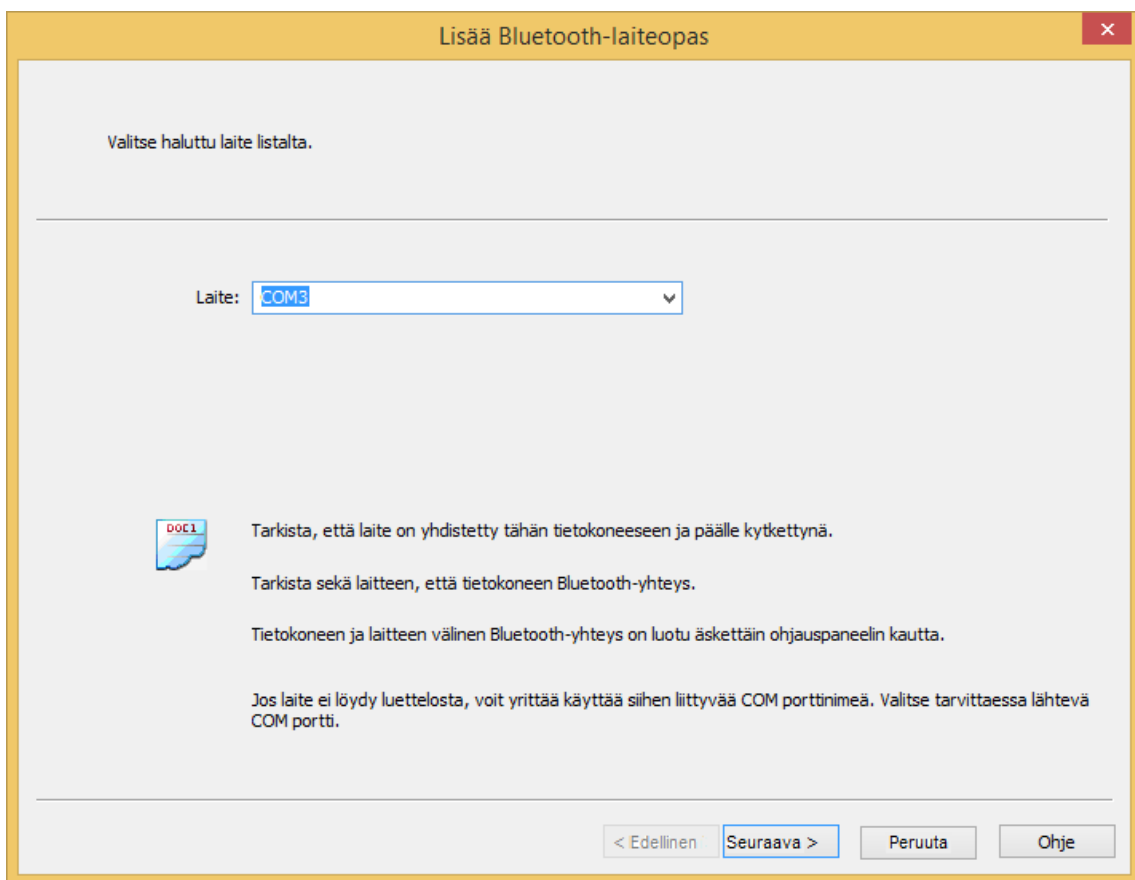 Lisää Bluetooth-laiteopas
Valitse haluttu laite listalta.
Laite: COM3
DOC1
Tarkista, että laite on yhdistetty tähän tietokoneeseen ja päälle kytkettynä.
Tarkista sekä laitteen, että tietokoneen Bluetooth-yhteys.
Tietokoneen ja laitteen välinen Bluetooth-yhteys on luotu äskettäin ohjauspaneelin kautta.
Jos laite ei löydy luettelosta, voit yrittää käyttää siihen liittyvää COM porttinimeä. Valitse tarvittaessa lähtevä
COM portti.
< Edellinen Seuraava > Peruuta Ohje